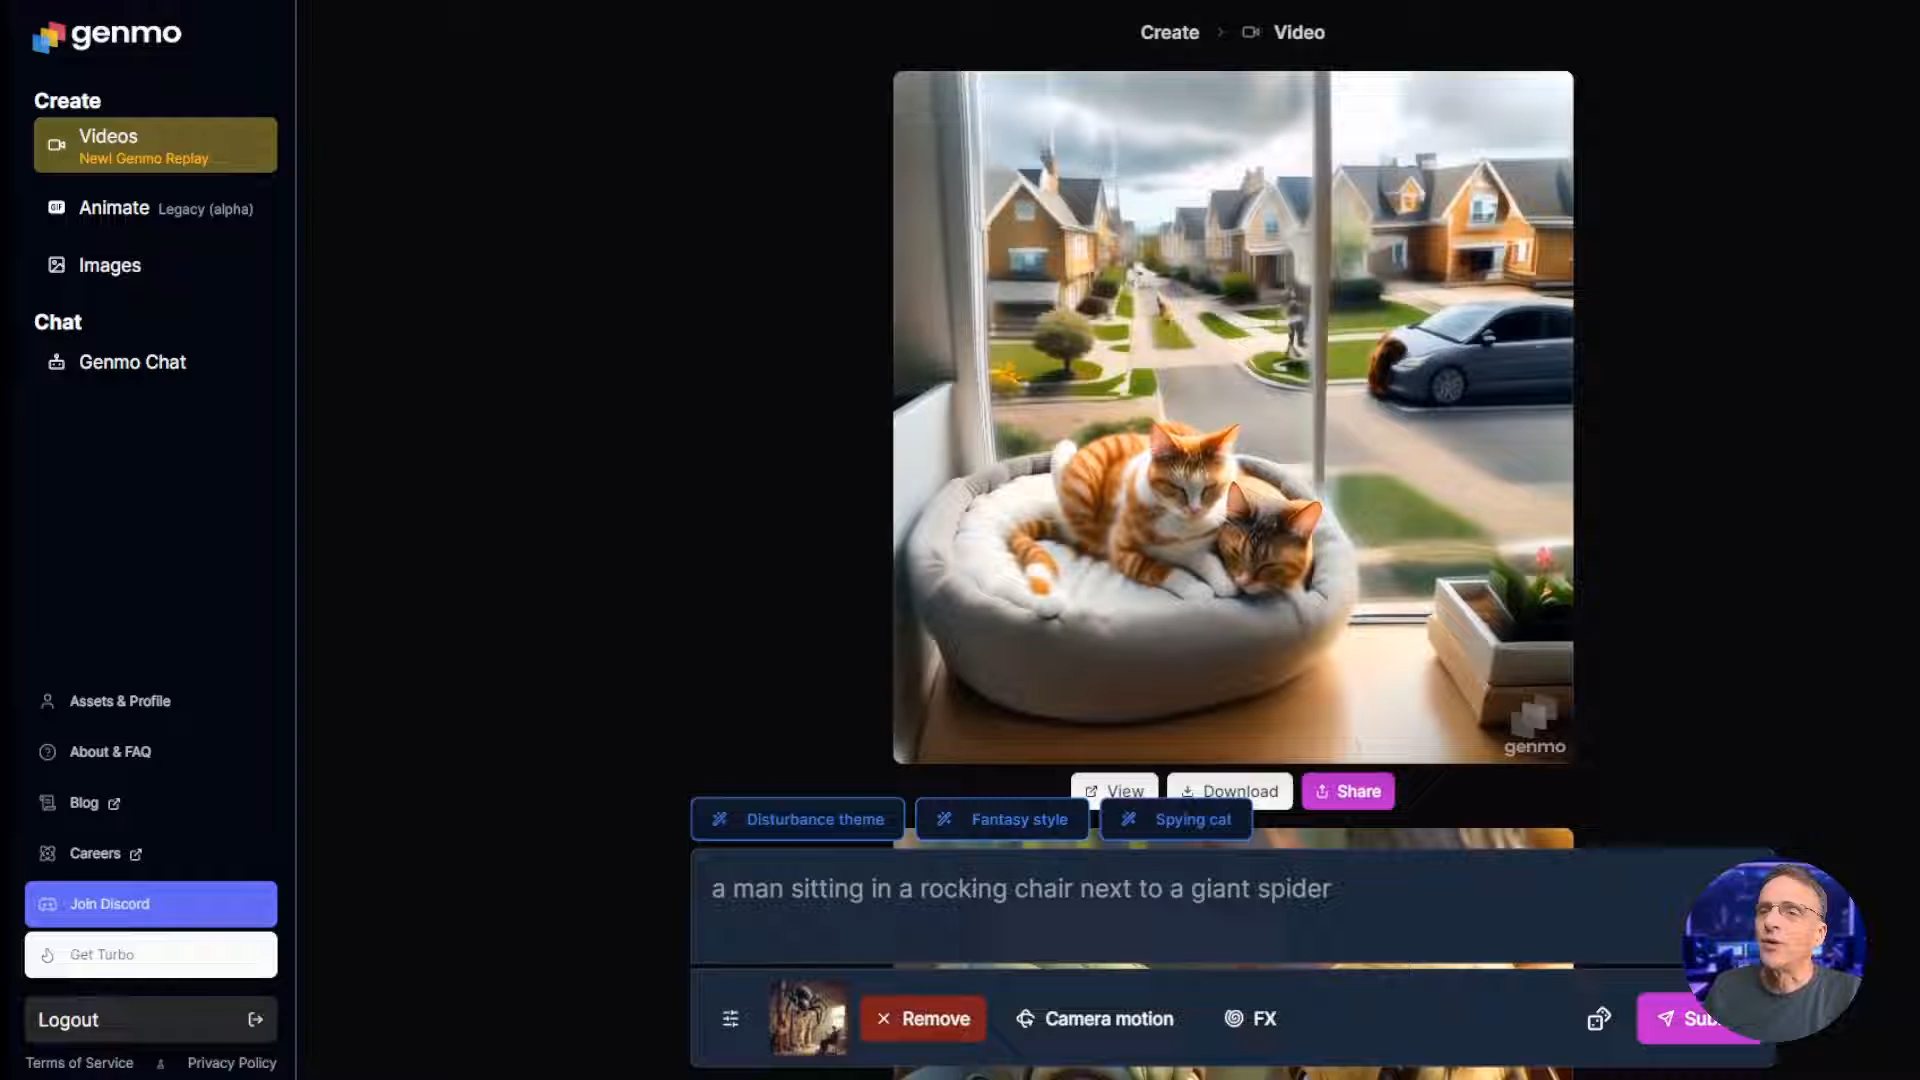 genmo
Create
Videos
New! Genmo Replay
GIF
Animate Legacy (alpha)
Images
Chat
Genmo Chat
Assets & Profile
About & FAQ
Blog
Careers
Join Discord
Get Turbo
Logout
Terms of Service
Privacy Policy
Create > Video
genmo
View
Download
Share
Disturbance theme
Fantasy style
Spying cat
a man sitting in a rocking chair next to a giant spider
Remove
Camera motion
FX